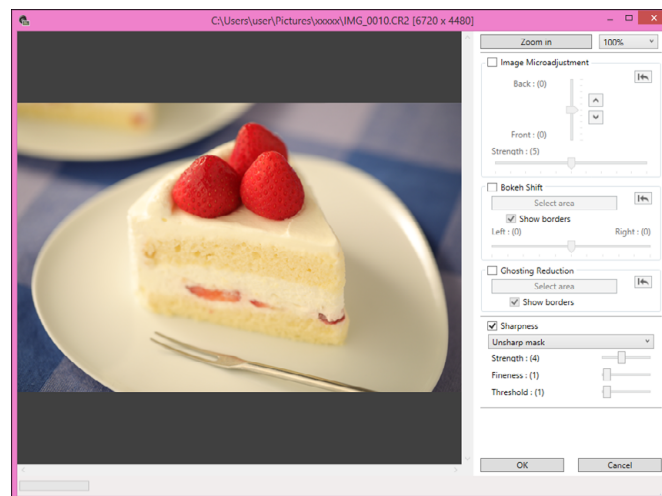 C:\Users\user\Pictures\xxxxx\IMG_0010.CR2 [6720 x 4480]
Zoom in
100%
Image Microadjustment
Back : (0)
Front : (0)
Strength : (5)
Bokeh Shift
Select area
Show borders
Left : (0) Right : (0)
Ghosting Reduction
Select area
Show borders
Sharpness
Unsharp mask
Strength : (4)
Fineness : (1)
Threshold : (1)
OK Cancel